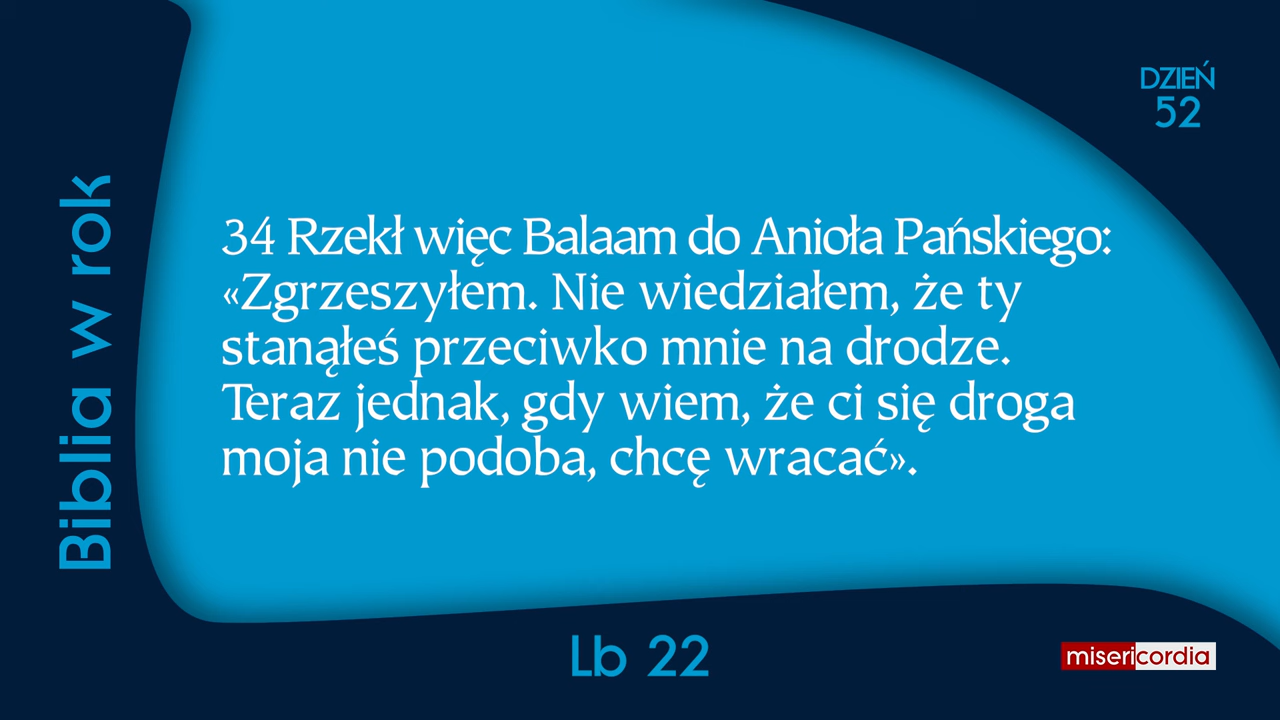 DZIEŃ
52
Biblia w rok
34 Rzekł więc Balaam do Anioła Pańskiego:
«Zgrzeszyłem. Nie wiedziałem, że ty
stanąłeś przeciwko mnie na drodze.
Teraz jednak, gdy wiem, że ci się droga
moja nie podoba, chcę wracać».
Lb 22
misericordia